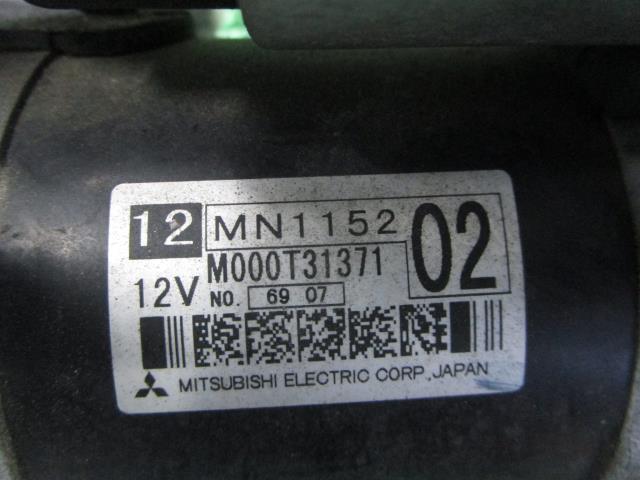 12 MN1152 02
M000T31371
12V NO. 69 07
MITSUBISHI ELECTRIC CORP., JAPAN